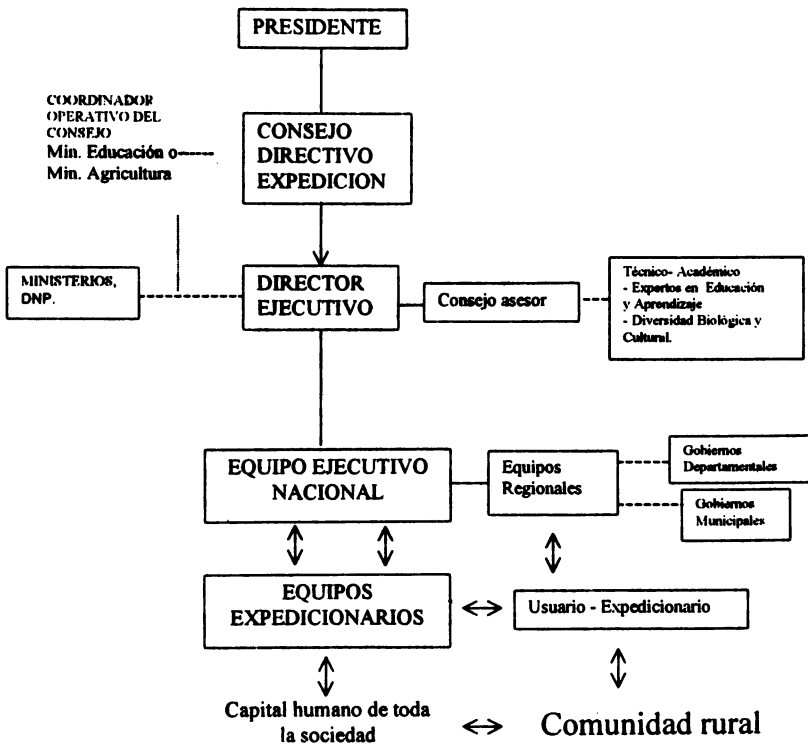 PRESIDENTE
COORDINADOR
OPERATIVO DEL
CONSEJO
Min. Educación o
Min. Agricultura
CONSEJO
DIRECTIVO
EXPEDICION
MINISTERIOS,
DNP.
DIRECTOR
EJECUTIVO
Consejo asesor
Técnico- Académico
- Expertos en Educación
y Aprendizaje
- Diversidad Biológica y
Cultural.
EQUIPO EJECUTIVO
NACIONAL
Equipos
Regionales
Gobiernos
Departamentales
Gobiernos
Municipales
EQUIPOS
EXPEDICIONARIOS
Usuario - Expedicionario
Capital humano de toda
la sociedad
Comunidad rural